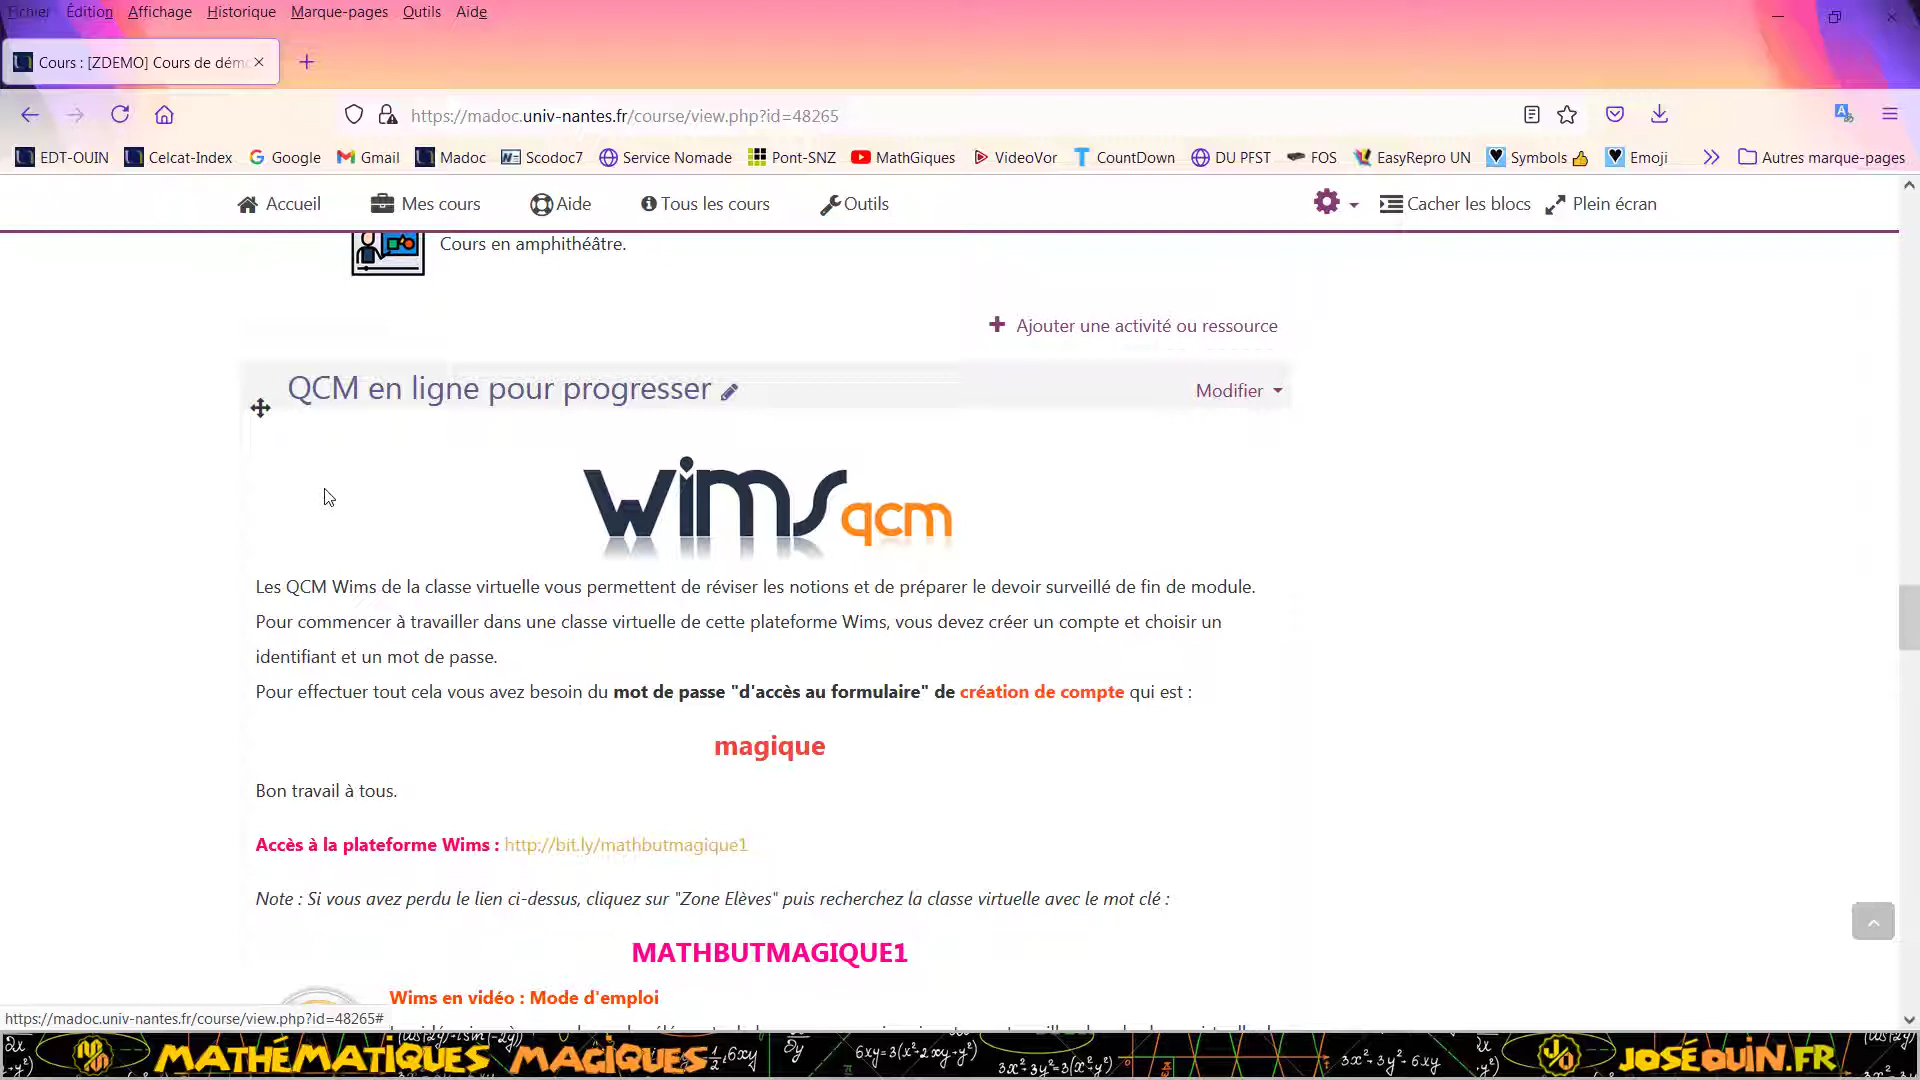 Fichier Édition Affichage Historique Marque-pages Outils Aide
Cours : [ZDEMO] Cours de dém
https://madoc.univ-nantes.fr/course/view.php?id=48265
EDT-OUIN Celcat-Index Google Gmail Madoc Scodoc7 Service Nomade Pont-SNZ MathGiques VideoVor CountDown DU PFST FOS EasyRepro UN Symbols Emoji Autres marque-pages
Accueil Mes cours Aide Tous les cours Outils Cacher les blocs Plein écran
Cours en amphithéâtre.
Ajouter une activité ou ressource
QCM en ligne pour progresser Modifier
wims qcm
Les QCM Wims de la classe virtuelle vous permettent de réviser les notions et de préparer le devoir surveillé de fin de module.
Pour commencer à travailler dans une classe virtuelle de cette plateforme Wims, vous devez créer un compte et choisir un
identifiant et un mot de passe.
Pour effectuer tout cela vous avez besoin du mot de passe "d'accès au formulaire" de création de compte qui est :
magique
Bon travail à tous.
Accès à la plateforme Wims : http://bit.ly/mathbutmagique1
Note : Si vous avez perdu le lien ci-dessus, cliquez sur "Zone Elèves" puis recherchez la classe virtuelle avec le mot clé :
MATHBUTMAGIQUE1
Wims en vidéo : Mode d'emploi
https://madoc.univ-nantes.fr/course/view.php?id=48265#
MATHÉMATIQUES MAGIQUES JOSÉOUIN.FR